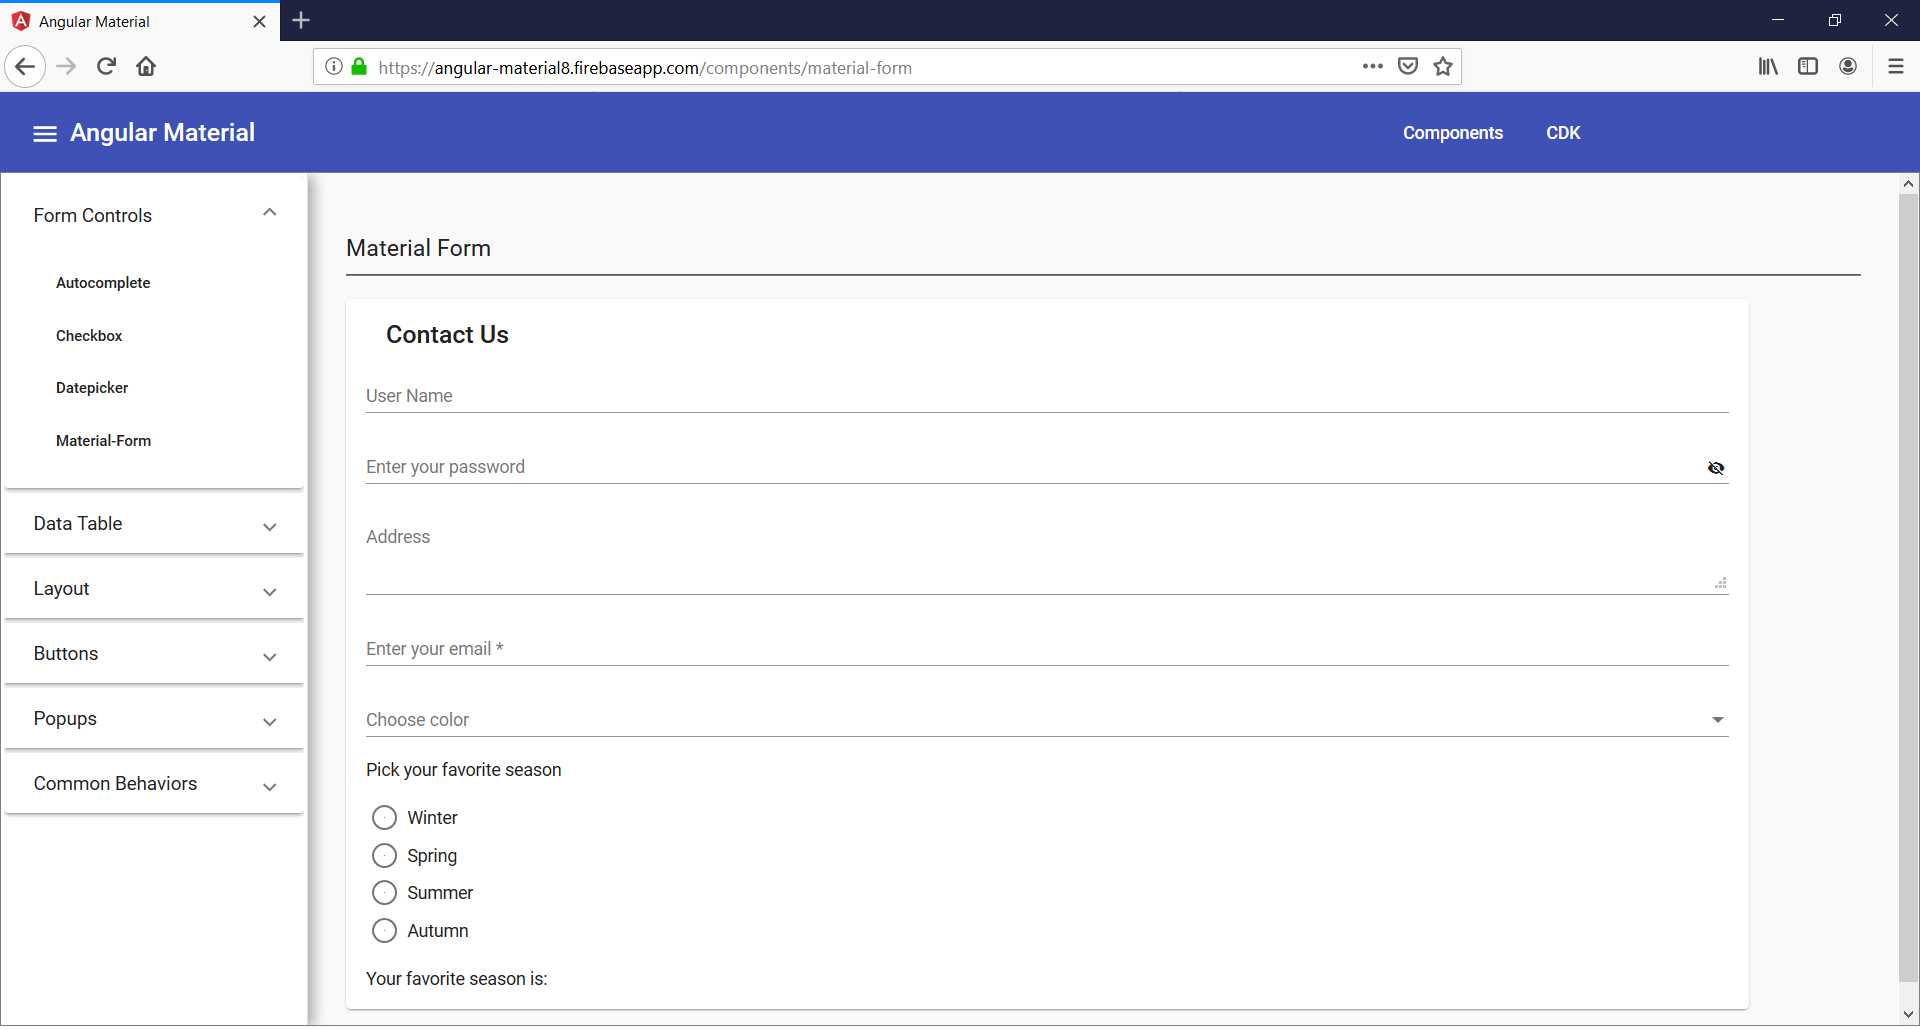 Angular Material
https://angular-material8.firebaseapp.com/components/material-form
Angular Material
Components
CDK
Form Controls
Autocomplete
Checkbox
Datepicker
Material-Form
Data Table
Layout
Buttons
Popups
Common Behaviors
Material Form
Contact Us
User Name
Enter your password
Address
Enter your email *
Choose color
Pick your favorite season
Winter
Spring
Summer
Autumn
Your favorite season is: